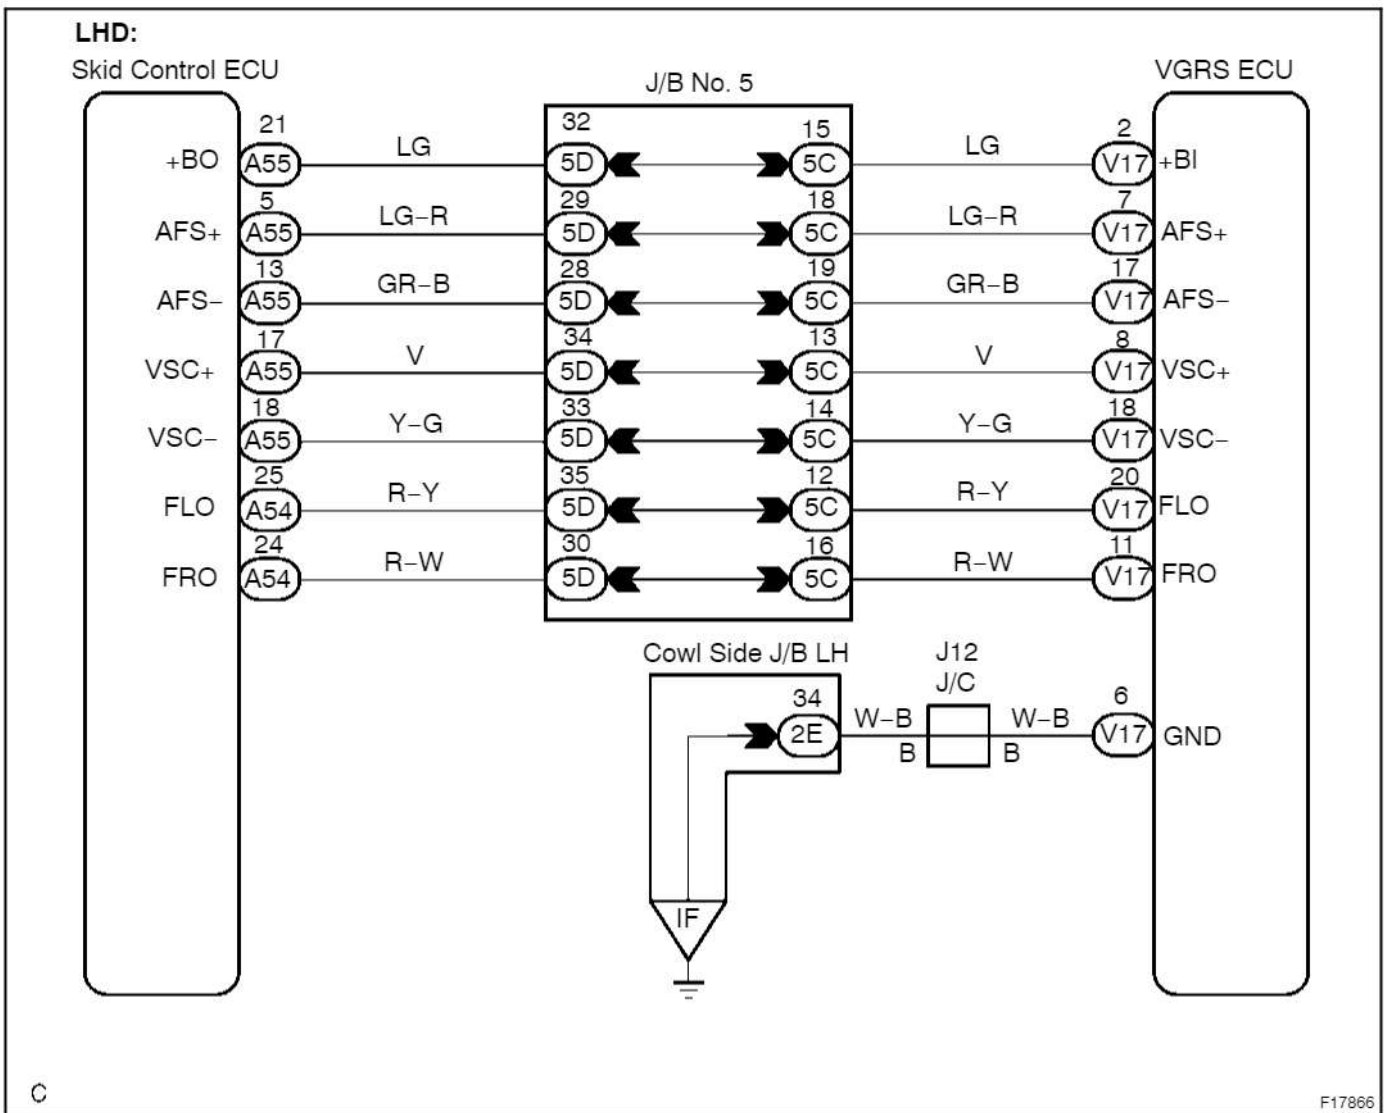 LHD:
Skid Control ECU
J/B No. 5
VGRS ECU
21 32 15 2
+BO A55 LG 5D 5C LG V17 +BI
5 29 18 7
AFS+ A55 LG-R 5D 5C LG-R V17 AFS+
13 28 19 17
AFS- A55 GR-B 5D 5C GR-B V17 AFS-
17 34 13 8
VSC+ A55 V 5D 5C V V17 VSC+
18 33 14 18
VSC- A55 Y-G 5D 5C Y-G V17 VSC-
25 35 12 20
FLO A54 R-Y 5D 5C R-Y V17 FLO
24 30 16 11
FRO A54 R-W 5D 5C R-W V17 FRO
Cowl Side J/B LH
J12
J/C
34 6
2E W-B W-B V17 GND
B B
IF
C
F17866